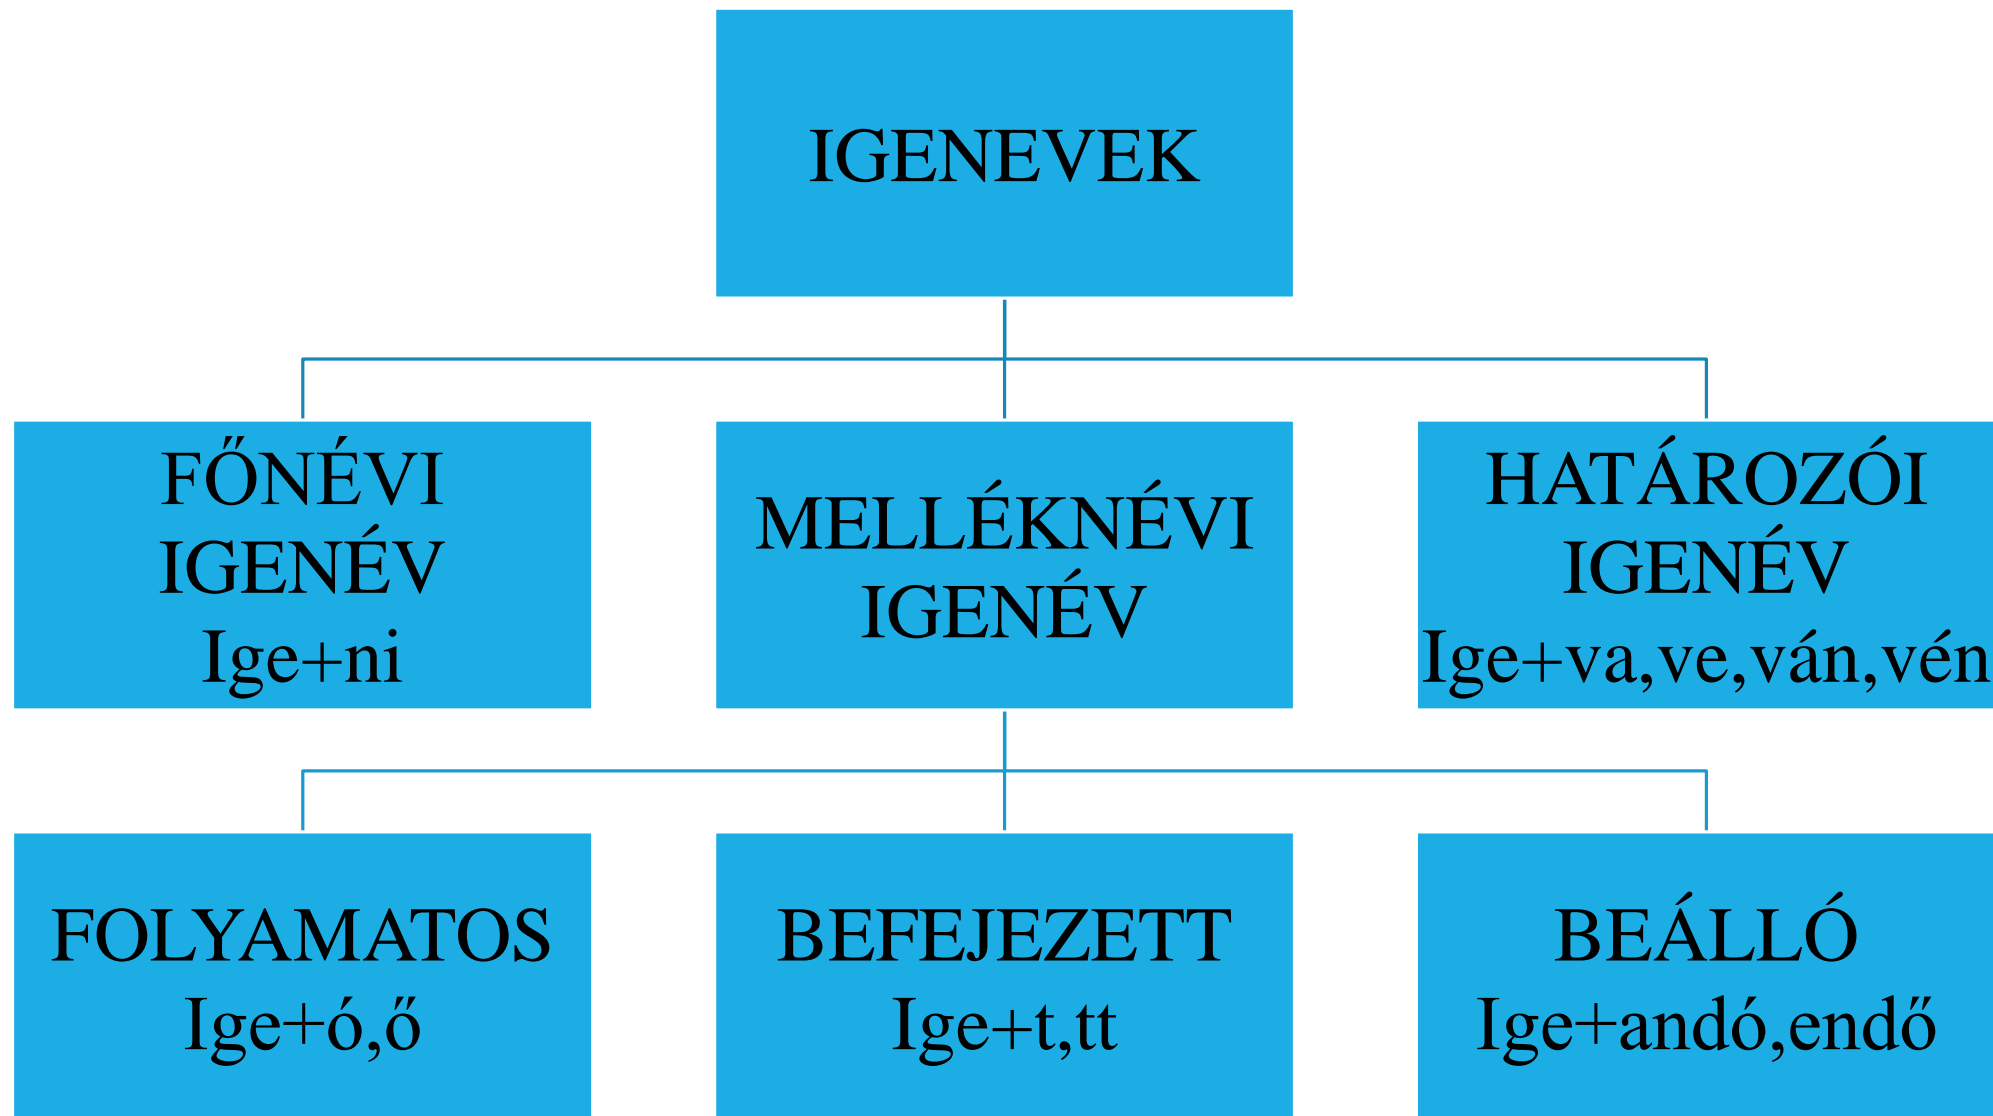 IGENEVEK
FŐNÉVI
IGENÉV
Ige+ni
MELLÉKNÉVI
IGENÉV
HATÁROZÓI
IGENÉV
Ige+va,ve,ván,vén
FOLYAMATOS
Ige+ó,ő
BEFEJEZETT
Ige+t,tt
BEÁLLÓ
Ige+andó,endő